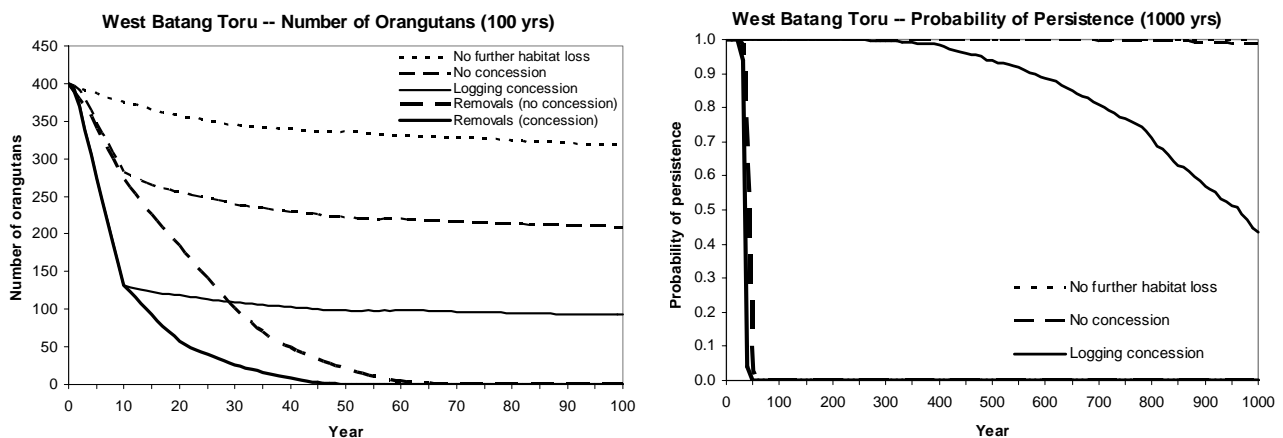 West Batang Toru -- Number of Orangutans (100 yrs)
450
400
350
300
250
200
150
100
50
0
Number of orangutans
No further habitat loss
No concession
Logging concession
Removals (no concession)
Removals (concession)
0 10 20 30 40 50 60 70 80 90 100
Year
West Batang Toru -- Probability of Persistence (1000 yrs)
1.0
0.9
0.8
0.7
0.6
0.5
0.4
0.3
0.2
0.1
0.0
Probability of persistence
No further habitat loss
No concession
Logging concession
0 100 200 300 400 500 600 700 800 900 1000
Year